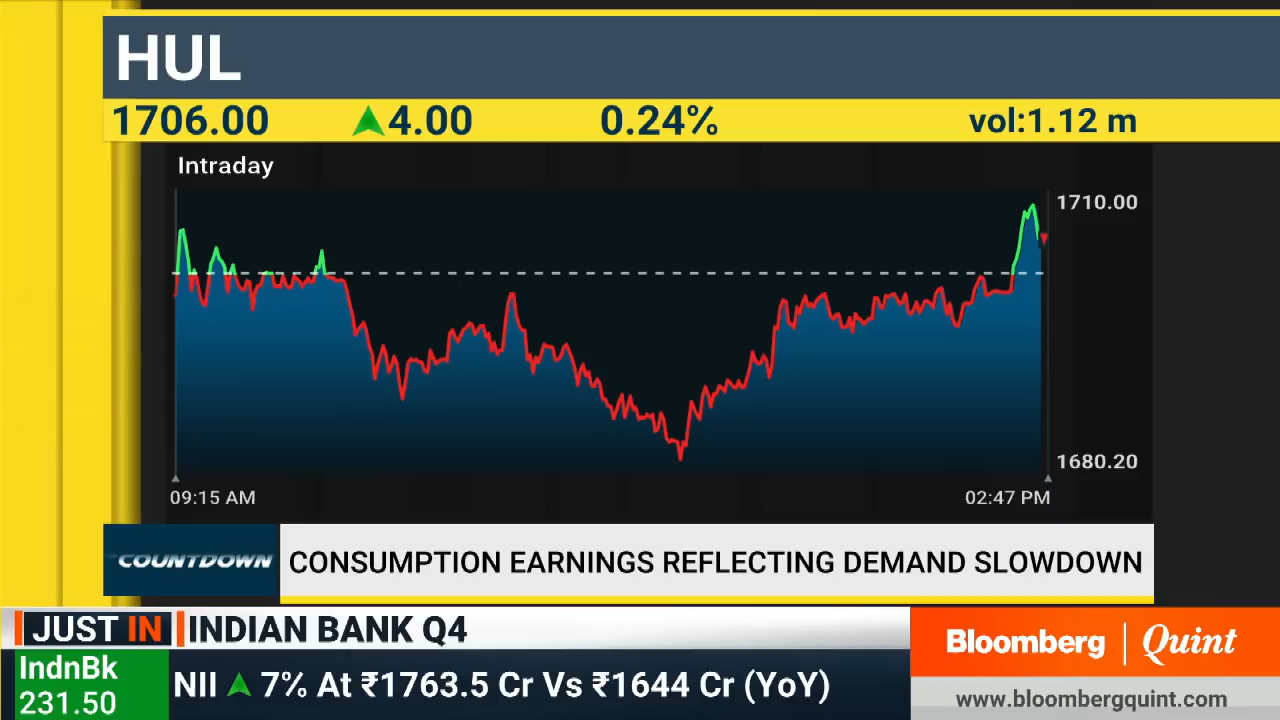 HUL
1706.00 4.00 0.24% vol:1.12 m
Intraday
1710.00
1680.20
09:15 AM 02:47 PM
COUNTDOWN CONSUMPTION EARNINGS REFLECTING DEMAND SLOWDOWN
JUST IN INDIAN BANK Q4
IndnBk
231.50
NII 7% At ₹1763.5 Cr Vs ₹1644 Cr (YoY)
Bloomberg | Quint
www.bloombergquint.com